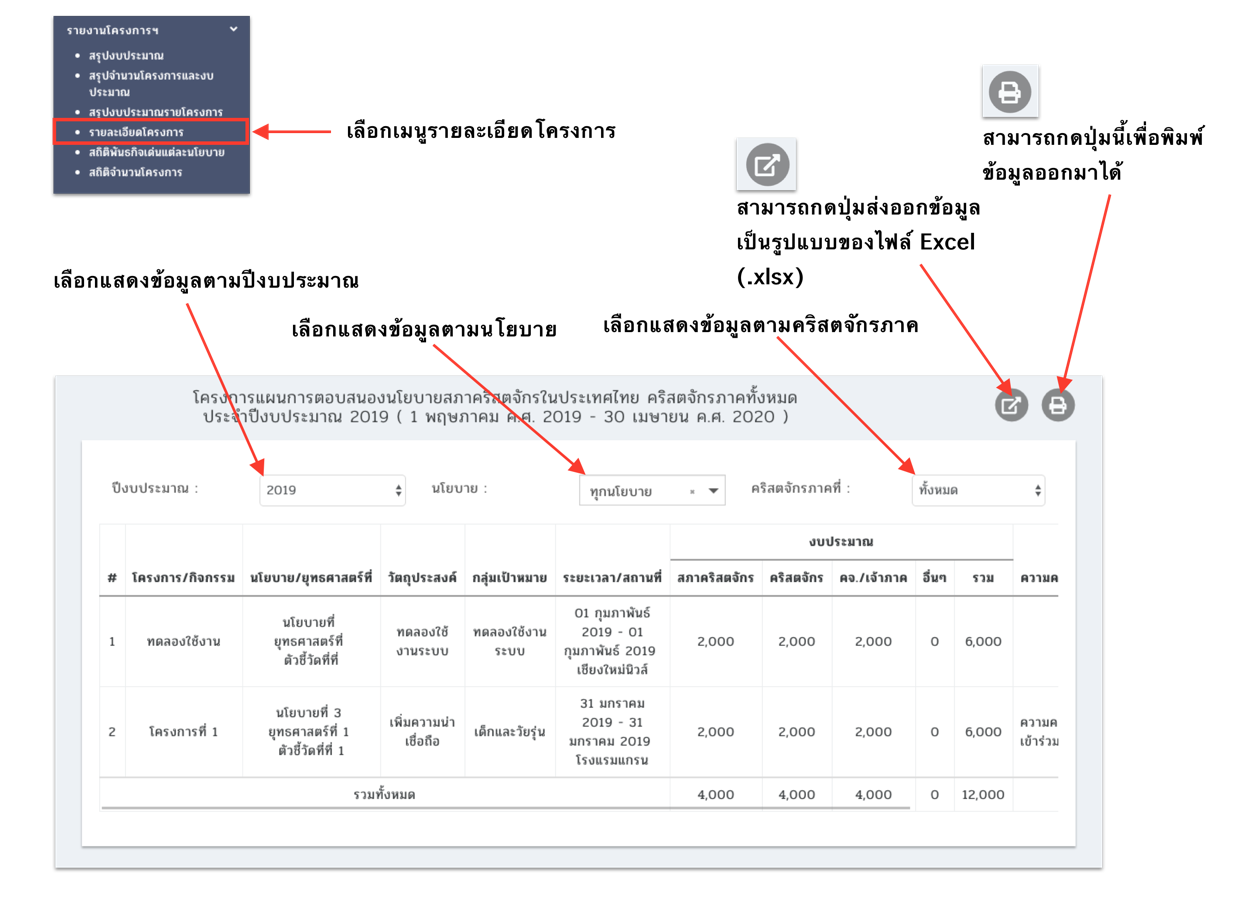 รายงานโครงการฯ
สรุปงบประมาณ
สรุปจำนวนโครงการและงบ
ประมาณ
สรุปงบประมาณรายโครงการ
รายละเอียดโครงการ
สถิติพันธกิจเด่นแต่ละนโยบาย
สถิติจำนวนโครงการ
เลือกเมนูรายละเอียดโครงการ
สามารถกดปุ่มนี้เพื่อพิมพ์
ข้อมูลออกมาได้
สามารถกดปุ่มส่งออกข้อมูล
เป็นรูปแบบของไฟล์ Excel
(.xlsx)
เลือกแสดงข้อมูลตามปีงบประมาณ
เลือกแสดงข้อมูลตามนโยบาย
เลือกแสดงข้อมูลตามคริสตจักรภาค
โครงการแผนการตอบสนองนโยบายสภาคริสตจักรในประเทศไทย คริสตจักรภาคทั้งหมด
ประจำปีงบประมาณ 2019 ( 1 พฤษภาคม ค.ศ. 2019 - 30 เมษายน ค.ศ. 2020 )
ปีงบประมาณ : 2019 นโยบาย : ทุกนโยบาย × คริสตจักรภาคที่ : ทั้งหมด
งบประมาณ
# โครงการ/กิจกรรม นโยบาย/ยุทธศาสตร์ที่ วัตถุประสงค์ กลุ่มเป้าหมาย ระยะเวลา/สถานที่ สภาคริสตจักร คริสตจักร คจ./เจ้าภาค อื่นๆ รวม ความค
1 ทดลองใช้งาน
นโยบายที่
ยุทธศาสตร์ที่
ตัวชี้วัดที่ที่
ทดลองใช้
งานระบบ
ทดลองใช้งาน
ระบบ
01 กุมภาพันธ์
2019 - 01
กุมภาพันธ์ 2019
เชียงใหม่นิวส์
2,000 2,000 2,000 0 6,000
2 โครงการที่ 1
นโยบายที่ 3
ยุทธศาสตร์ที่ 1
ตัวชี้วัดที่ที่ 1
เพิ่มความน่า
เชื่อถือ
เด็กและวัยรุ่น
31 มกราคม
2019 - 31
มกราคม 2019
โรงแรมแกรน
2,000 2,000 2,000 0 6,000
ความค
เข้าร่วม
รวมทั้งหมด 4,000 4,000 4,000 0 12,000